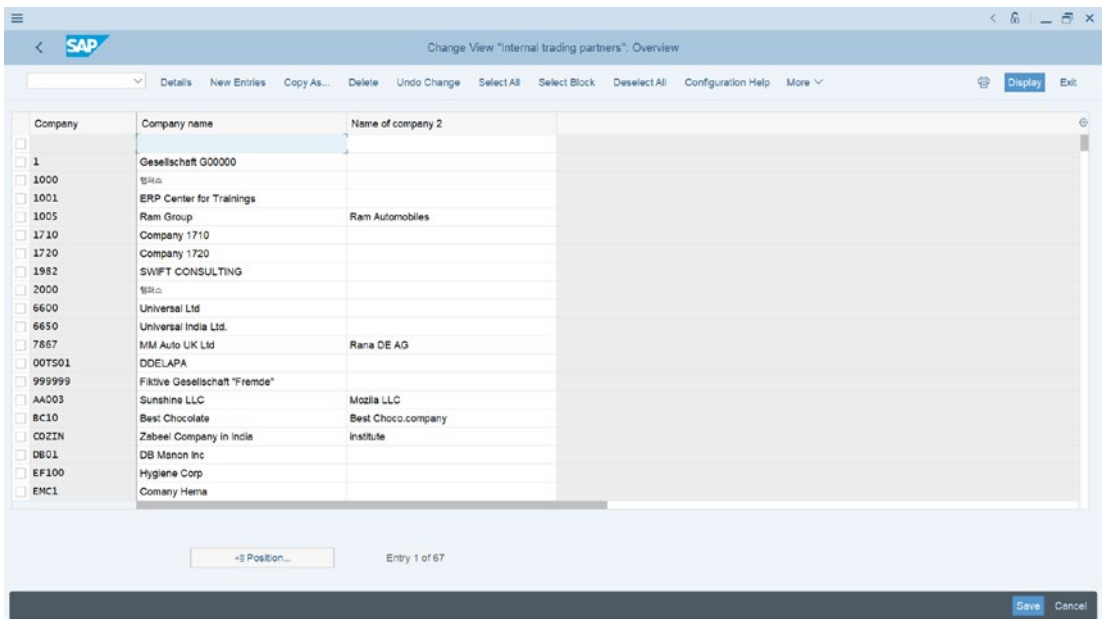 SAP
Change View "Internal trading partners": Overview
Details New Entries Copy As... Delete Undo Change Select All Select Block Deselect All Configuration Help More Display Exit
Company Company name Name of company 2
1 Gesellschaft G00000
1000
1001 ERP Center for Trainings
1005 Ram Group Ram Automobiles
1710 Company 1710
1720 Company 1720
1982 SWIFT CONSULTING
2000
6600 Universal Ltd
6650 Universal India Ltd.
7867 MM Auto UK Ltd Rana DE AG
00TS01 DDELAPA
999999 Fiktive Gesellschaft "Fremde"
AA003 Sunshine LLC Mozila LLC
BC10 Best Chocolate Best Choco.company
COZIN Zabeel Company in India institute
DB01 DB Manon Inc
EF100 Hygiene Corp
EMC1 Comany Hema
Position... Entry 1 of 67
Save Cancel